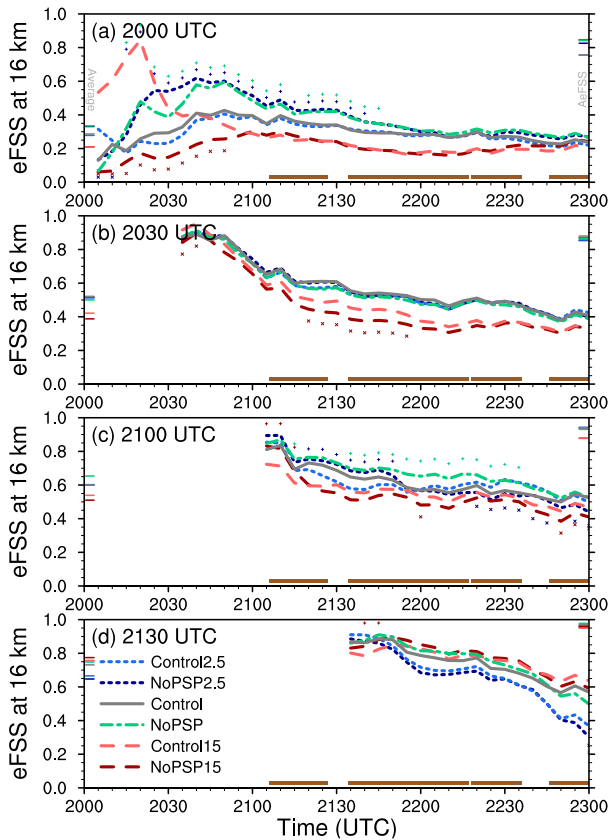 (a) 2000 UTC
eFSS at 16 km
1.0
0.8
0.6
0.4
0.2
0.0
Average
AeFSS
2000 2030 2100 2130 2200 2230 2300
(b) 2030 UTC
eFSS at 16 km
1.0
0.8
0.6
0.4
0.2
0.0
2000 2030 2100 2130 2200 2230 2300
(c) 2100 UTC
eFSS at 16 km
1.0
0.8
0.6
0.4
0.2
0.0
2000 2030 2100 2130 2200 2230 2300
(d) 2130 UTC
eFSS at 16 km
1.0
0.8
0.6
0.4
0.2
0.0
Control2.5
NoPSP2.5
Control
NoPSP
Control15
NoPSP15
2000 2030 2100 2130 2200 2230 2300
Time (UTC)